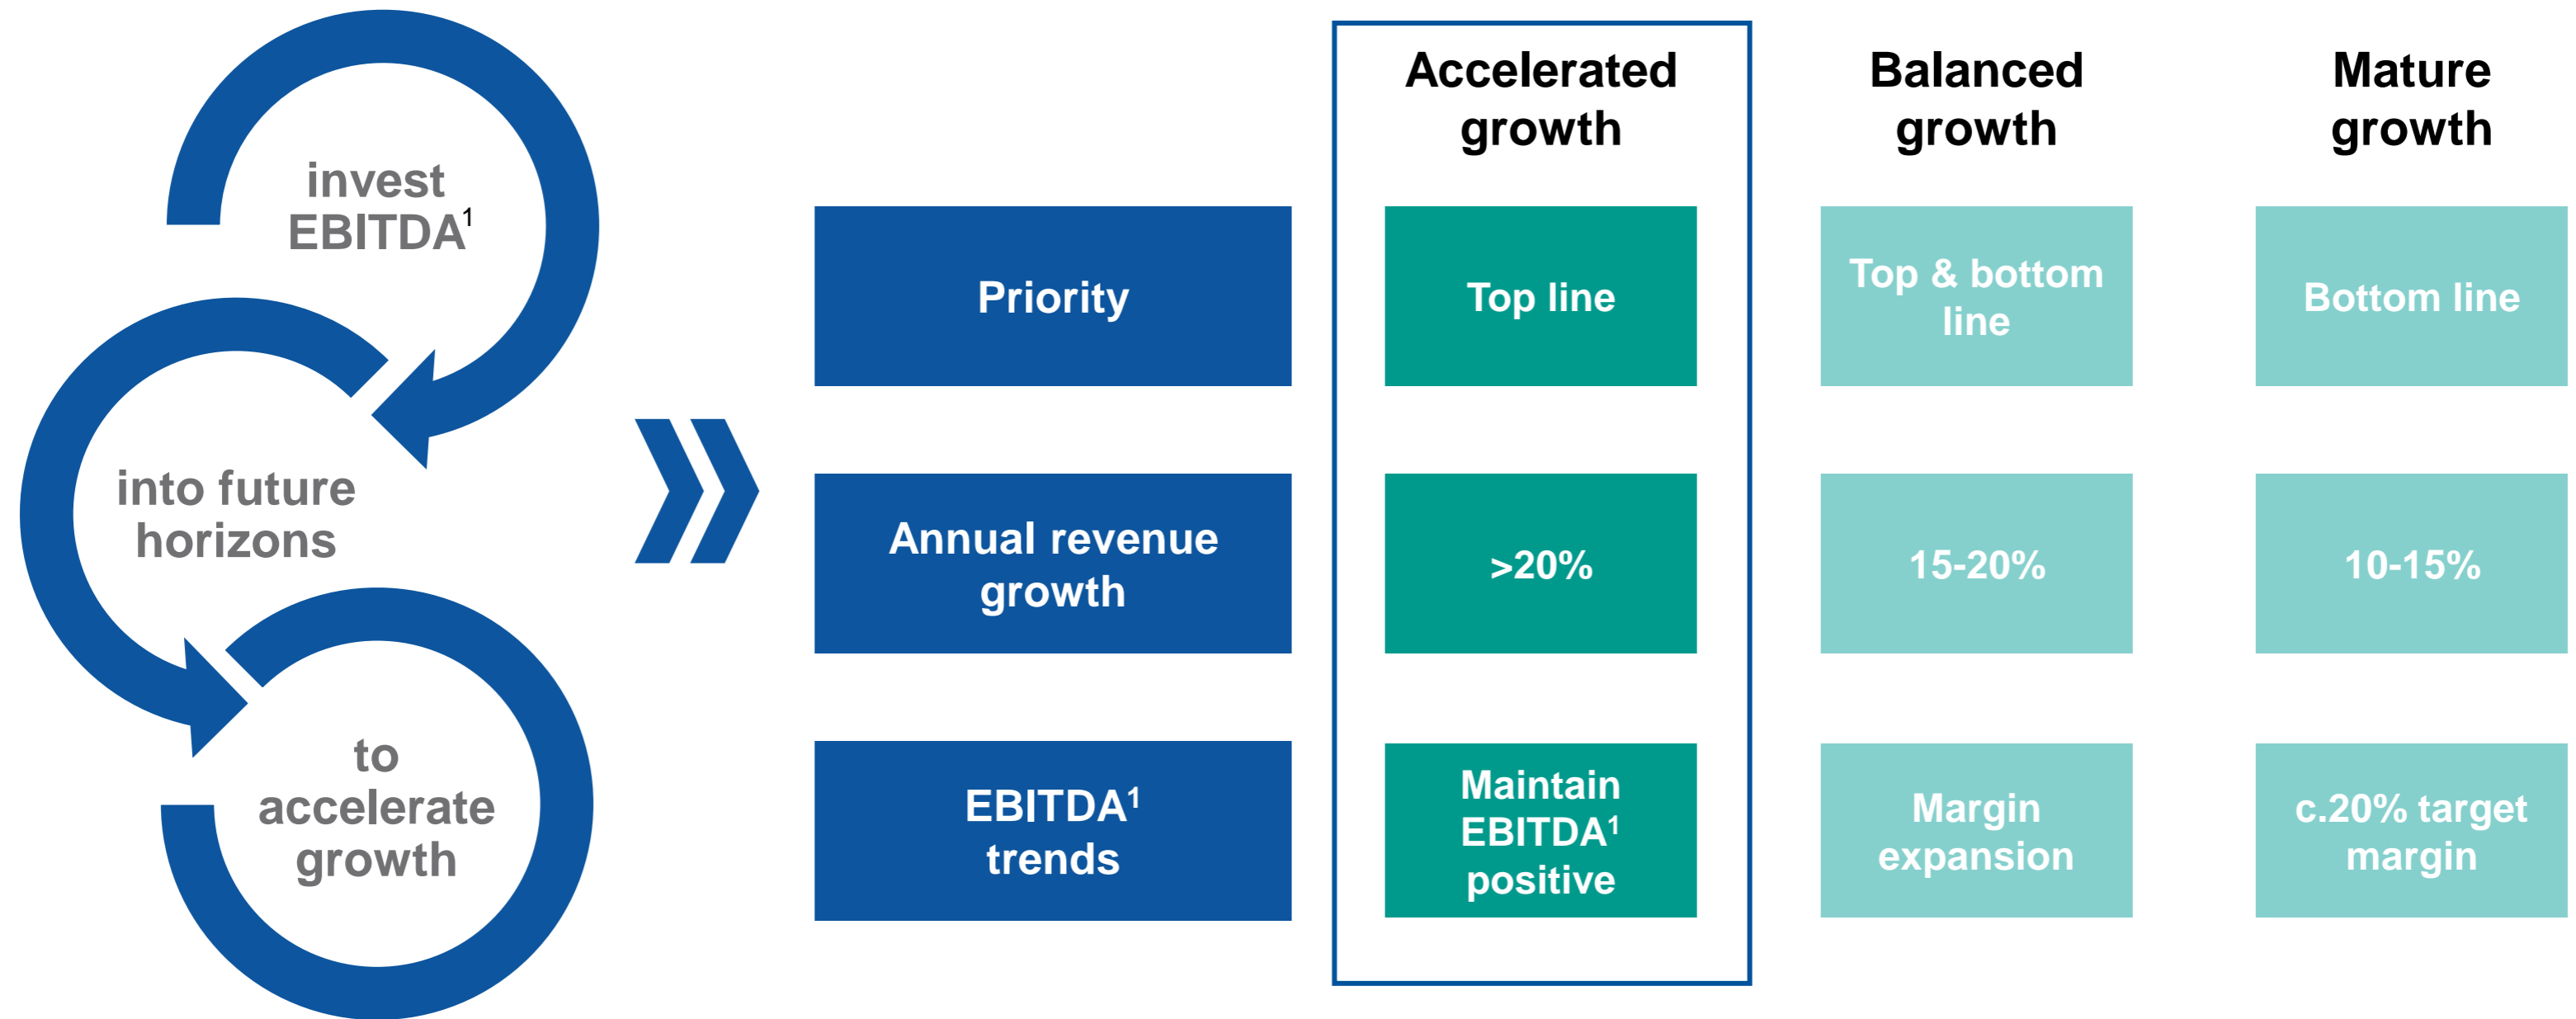 invest
EBITDA¹
into future
horizons
to
accelerate
growth
Accelerated
growth
Balanced
growth
Mature
growth
Priority
Top line
Top & bottom
line
Bottom line
Annual revenue
growth
>20%
15-20%
10-15%
EBITDA¹
trends
Maintain
EBITDA¹
positive
Margin
expansion
c.20% target
margin